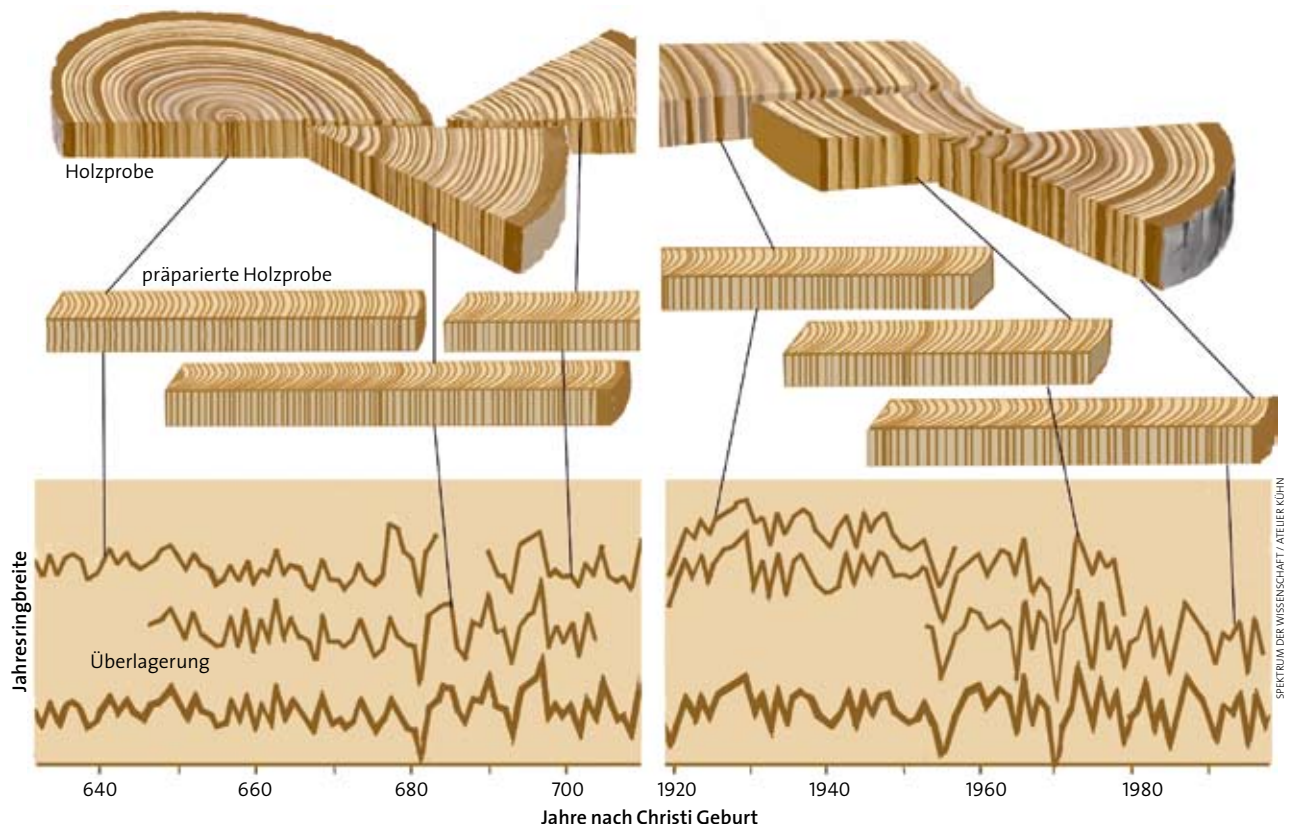 Holzprobe
präparierte Holzprobe
Jahresringbreite
Überlagerung
640 660 680 700 1920 1940 1960 1980
Jahre nach Christi Geburt
SPEKTRUM DER WISSENSCHAFT / ATELIER KÜHN